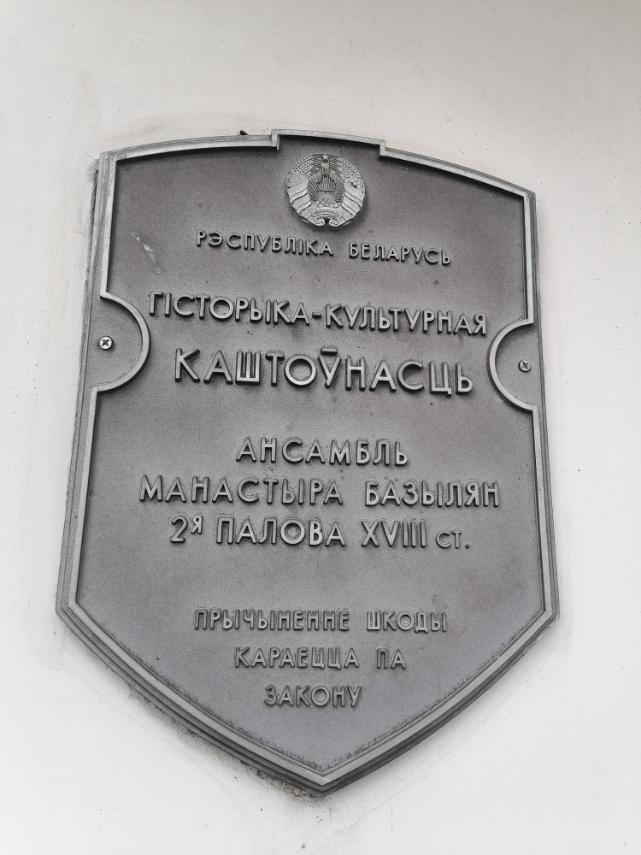 РЭСПУБЛІКА БЕЛАРУСЬ
ГІСТОРЫКА-КУЛЬТУРНАЯ
КАШТОЎНАСЦЬ
АНСАМБЛЬ
МАНАСТЫРА БАЗЫЛЯН
2Я ПАЛОВА XVIII СТ.
ПРЫЧЫНЕННЕ ШКОДЫ
КАРАЕЦЦА ПА
ЗАКОНУ